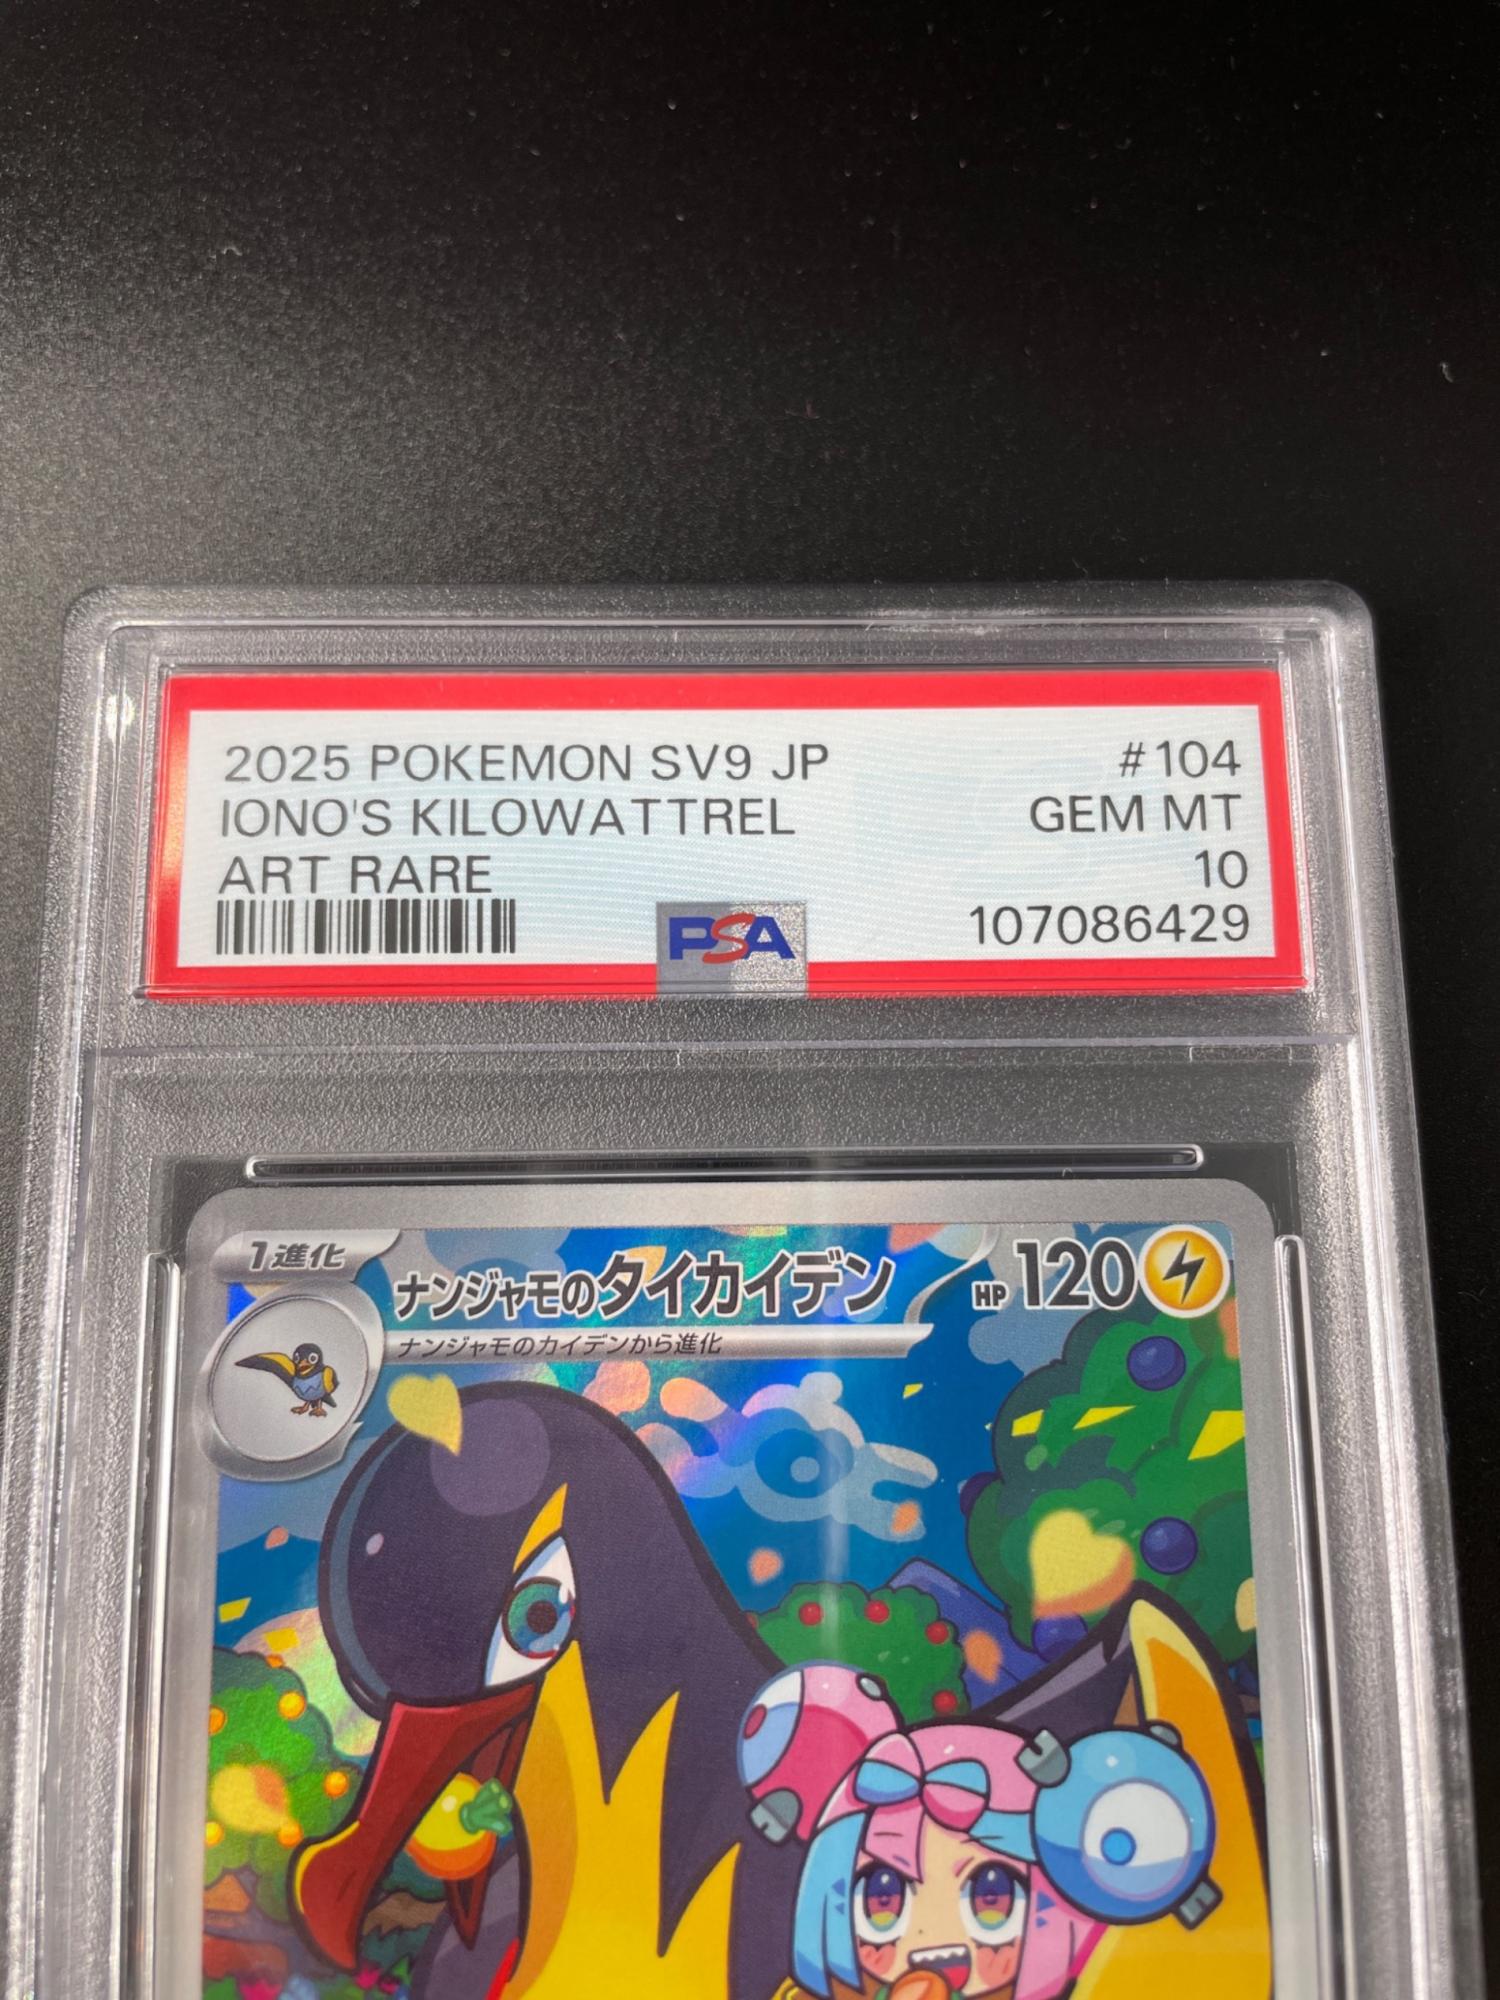 2025 POKEMON SV9 JP #104
IONO'S KILOWATTREL GEM MT
ART RARE 10
PSA 107086429
1進化
ナンジャモのタイカイデン HP 120
ナンジャモのカイデンから進化